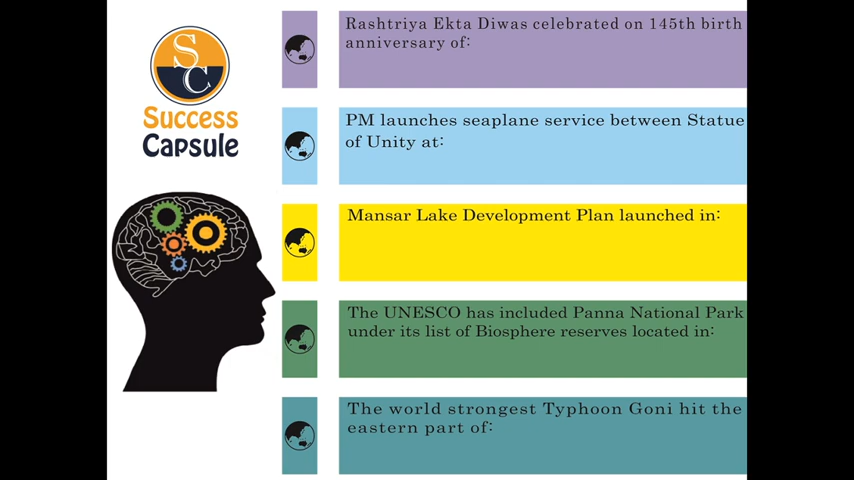 SC
Success
Capsule
Rashtriya Ekta Diwas celebrated on 145th birth
anniversary of:
PM launches seaplane service between Statue
of Unity at:
Mansar Lake Development Plan launched in:
The UNESCO has included Panna National Park
under its list of Biosphere reserves located in:
The world strongest Typhoon Goni hit the
eastern part of: